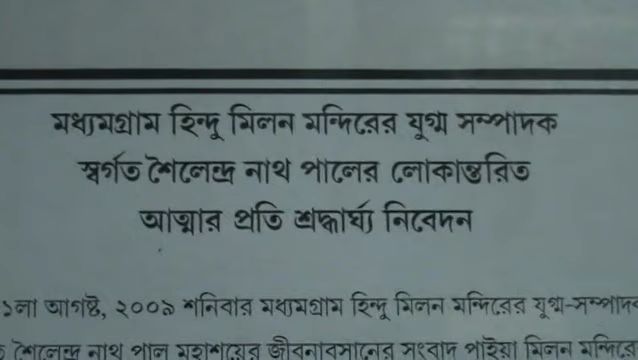 মধ্যমগ্রাম হিন্দু মিলন মন্দিরের যুগ্ম সম্পাদক
স্বর্গত শৈলেন্দ্র নাথ পালের লোকান্তরিত
আত্মার প্রতি শ্রদ্ধার্ঘ্য নিবেদন
১লা আগষ্ট, ২০০৯ শনিবার মধ্যমগ্রাম হিন্দু মিলন মন্দিরের যুগ্ম-সম্পাদক
শৈলেন্দ্র নাথ পাল মহাশয়ের জীবনাবসানের সংবাদ পাইয়া মিলন মন্দিরের